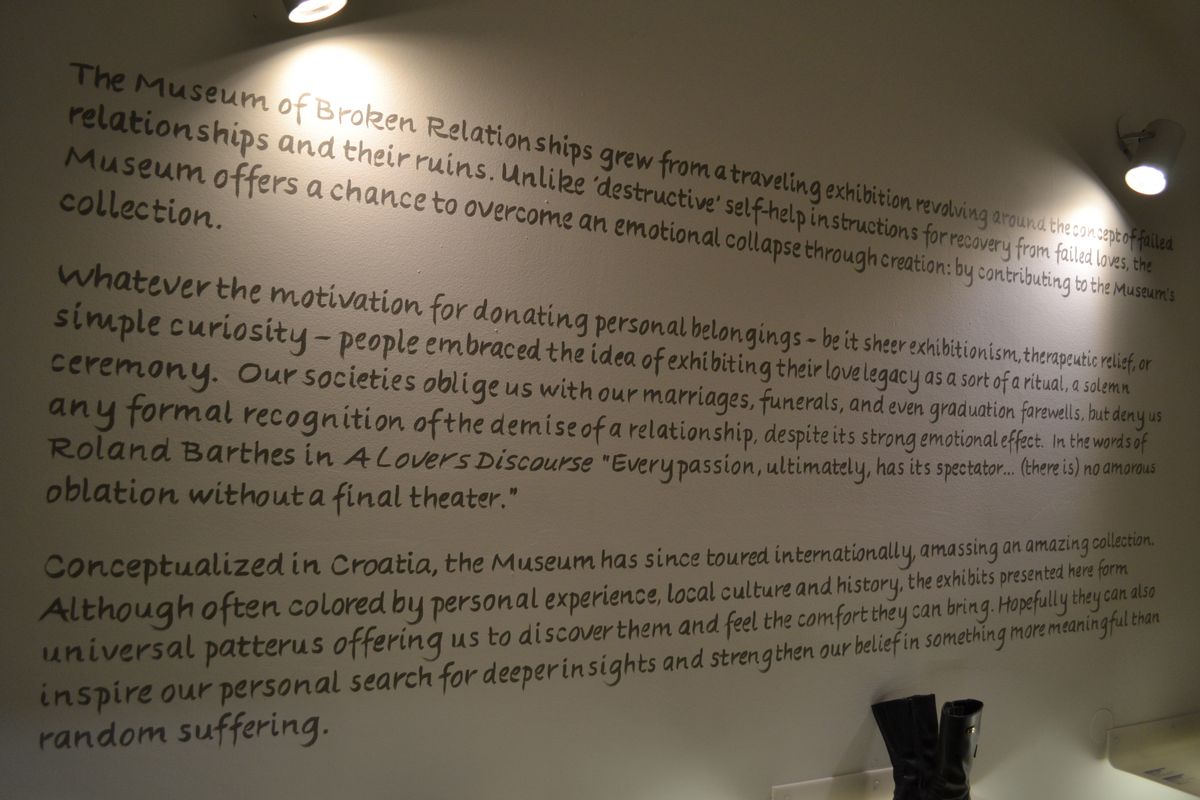 The Museum of Broken Relationships grew from a traveling exhibition revolving around the concept of failed
relationships and their ruins. Unlike 'destructive' self-help instructions for recovery from failed loves, the
Museum offers a chance to overcome an emotional collapse through creation: by contributing to the Museum's
collection.
Whatever the motivation for donating personal belongings – be it sheer exhibitionism, therapeutic relief, or
simple curiosity – people embraced the idea of exhibiting their love legacy as a sort of a ritual, a solemn
ceremony. Our societies oblige us with our marriages, funerals, and even graduation farewells, but deny us
any formal recognition of the demise of a relationship, despite its strong emotional effect. In the words of
Roland Barthes in A Lovers Discourse "Every passion, ultimately, has its spectator... (there is) no amorous
oblation without a final theater."
Conceptualized in Croatia, the Museum has since toured internationally, amassing an amazing collection.
Although often colored by personal experience, local culture and history, the exhibits presented here form
universal patterus offering us to discover them and feel the comfort they can bring. Hopefully they can also
inspire our personal search for deeper insights and strengthen our belief in something more meaningful than
random suffering.